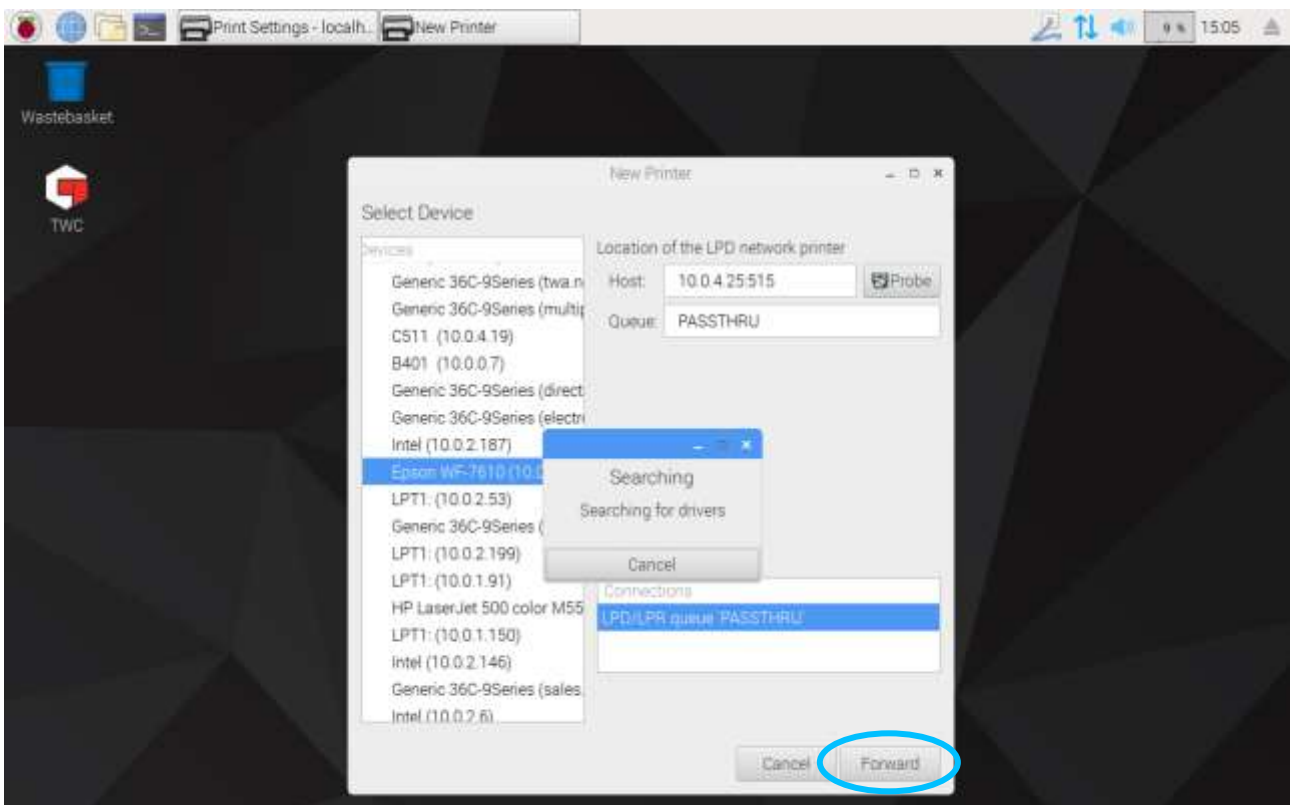 Print Settings - localh..
New Printer
9 %
15:05
Wastebasket
TWC
New Printer
Select Device
Devices
Generic 36C-9Series (twa.n
Generic 36C-9Series (multip
C511 (10.0.4.19)
B401 (10.0.0.7)
Generic 36C-9Series (direct
Generic 36C-9Series (electr
Intel (10.0.2.187)
Epson WF-7610 (10.0
LPT1: (10.0.2.53)
Generic 36C-9Series (
LPT1: (10.0.2.199)
LPT1: (10.0.1.91)
HP LaserJet 500 color M55
LPT1: (10.0.1.150)
Intel (10.0.2.146)
Generic 36C-9Series (sales.
Intel (10.0.2.6)
Location of the LPD network printer
Host: 10.0.4.25:515 Probe
Queue: PASSTHRU
Searching
Searching for drivers
Cancel
Connections
LPD/LPR queue 'PASSTHRU'
Cancel Forward